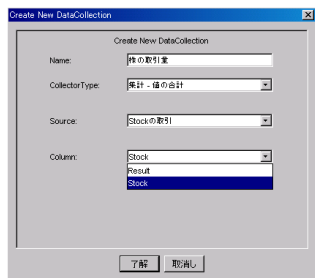 Create New DataCollection
Create New DataCollection
Name: 株の取引業
CollectorType: 集計 - 値の合計
Source: Stockの取引
Column: Stock
Result
Stock
了解 取消し